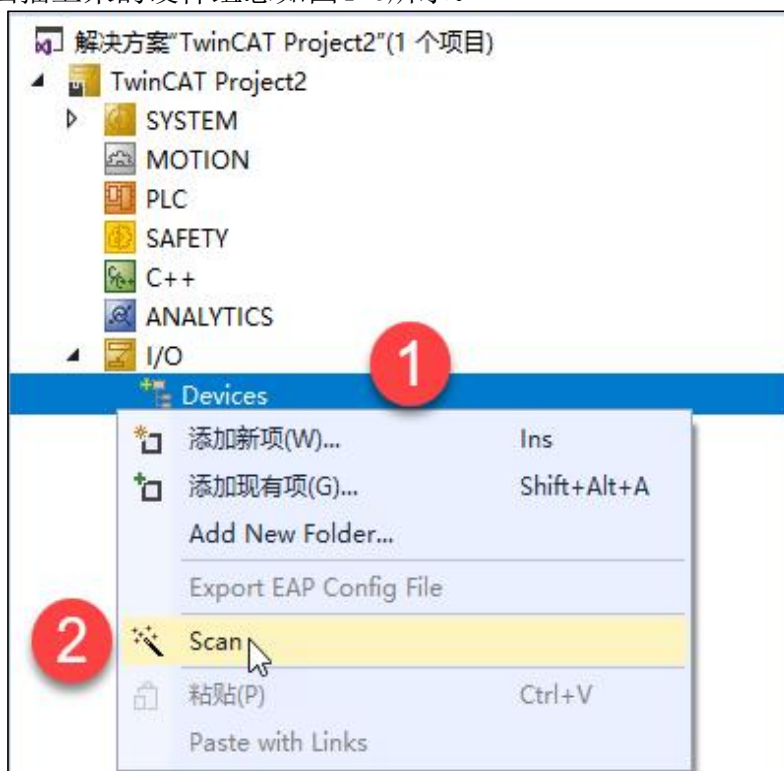 解决方案"TwinCAT Project2"(1 个项目)
TwinCAT Project2
SYSTEM
MOTION
PLC
SAFETY
C++
ANALYTICS
I/O
1
Devices
添加新项(W)... Ins
添加现有项(G)... Shift+Alt+A
Add New Folder...
Export EAP Config File
2
Scan
粘贴(P) Ctrl+V
Paste with Links